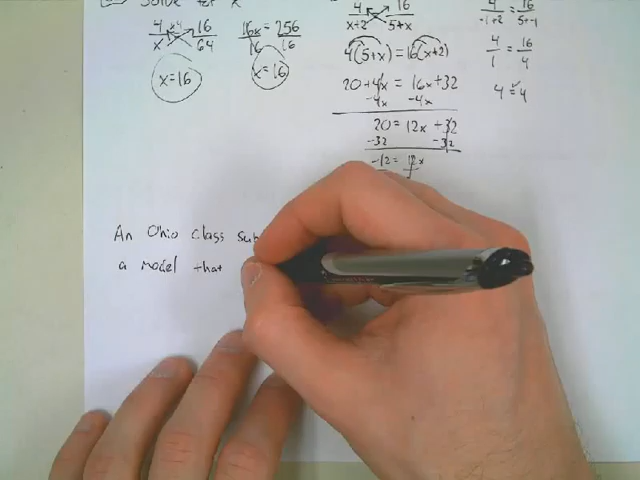 Solve for x
4 x4 16
x 64
x=16
16x = 256
16 16
x=16
4 16
x+2 5+x
4(5+x)=16(x+2)
20+4x = 16x+32
-4x -4x
20 = 12x +32
-32 -32
-12 = 12x
4 = 16
-1+2 5+-1
4 = 16
1 4
4 = 4
An Ohio class sub
a model that